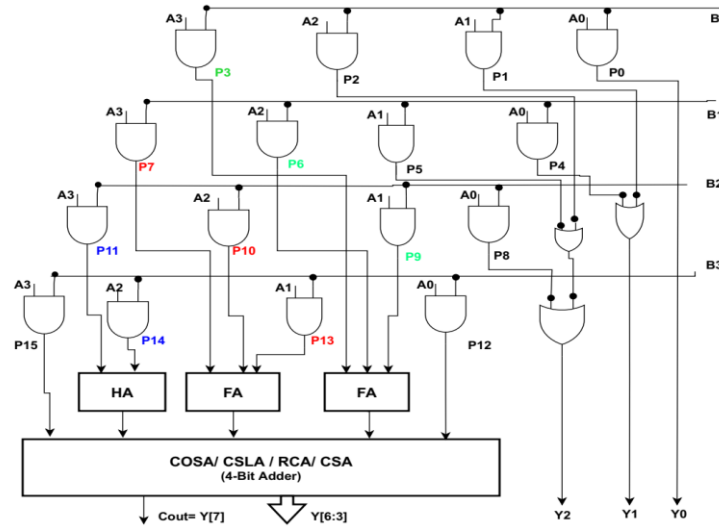 A3 A2 A1 A0 B
P3 P2 P1 P0
A3 A2 A1 A0 B1
P7 P6 P5 P4
A3 A2 A1 A0 B2
P11 P10 P9 P8
A3 A2 A1 A0 B3
P15 P14 P13 P12
HA FA FA
COSA/ CSLA / RCA/ CSA
(4-Bit Adder)
Cout= Y[7] Y[6:3] Y2 Y1 Y0